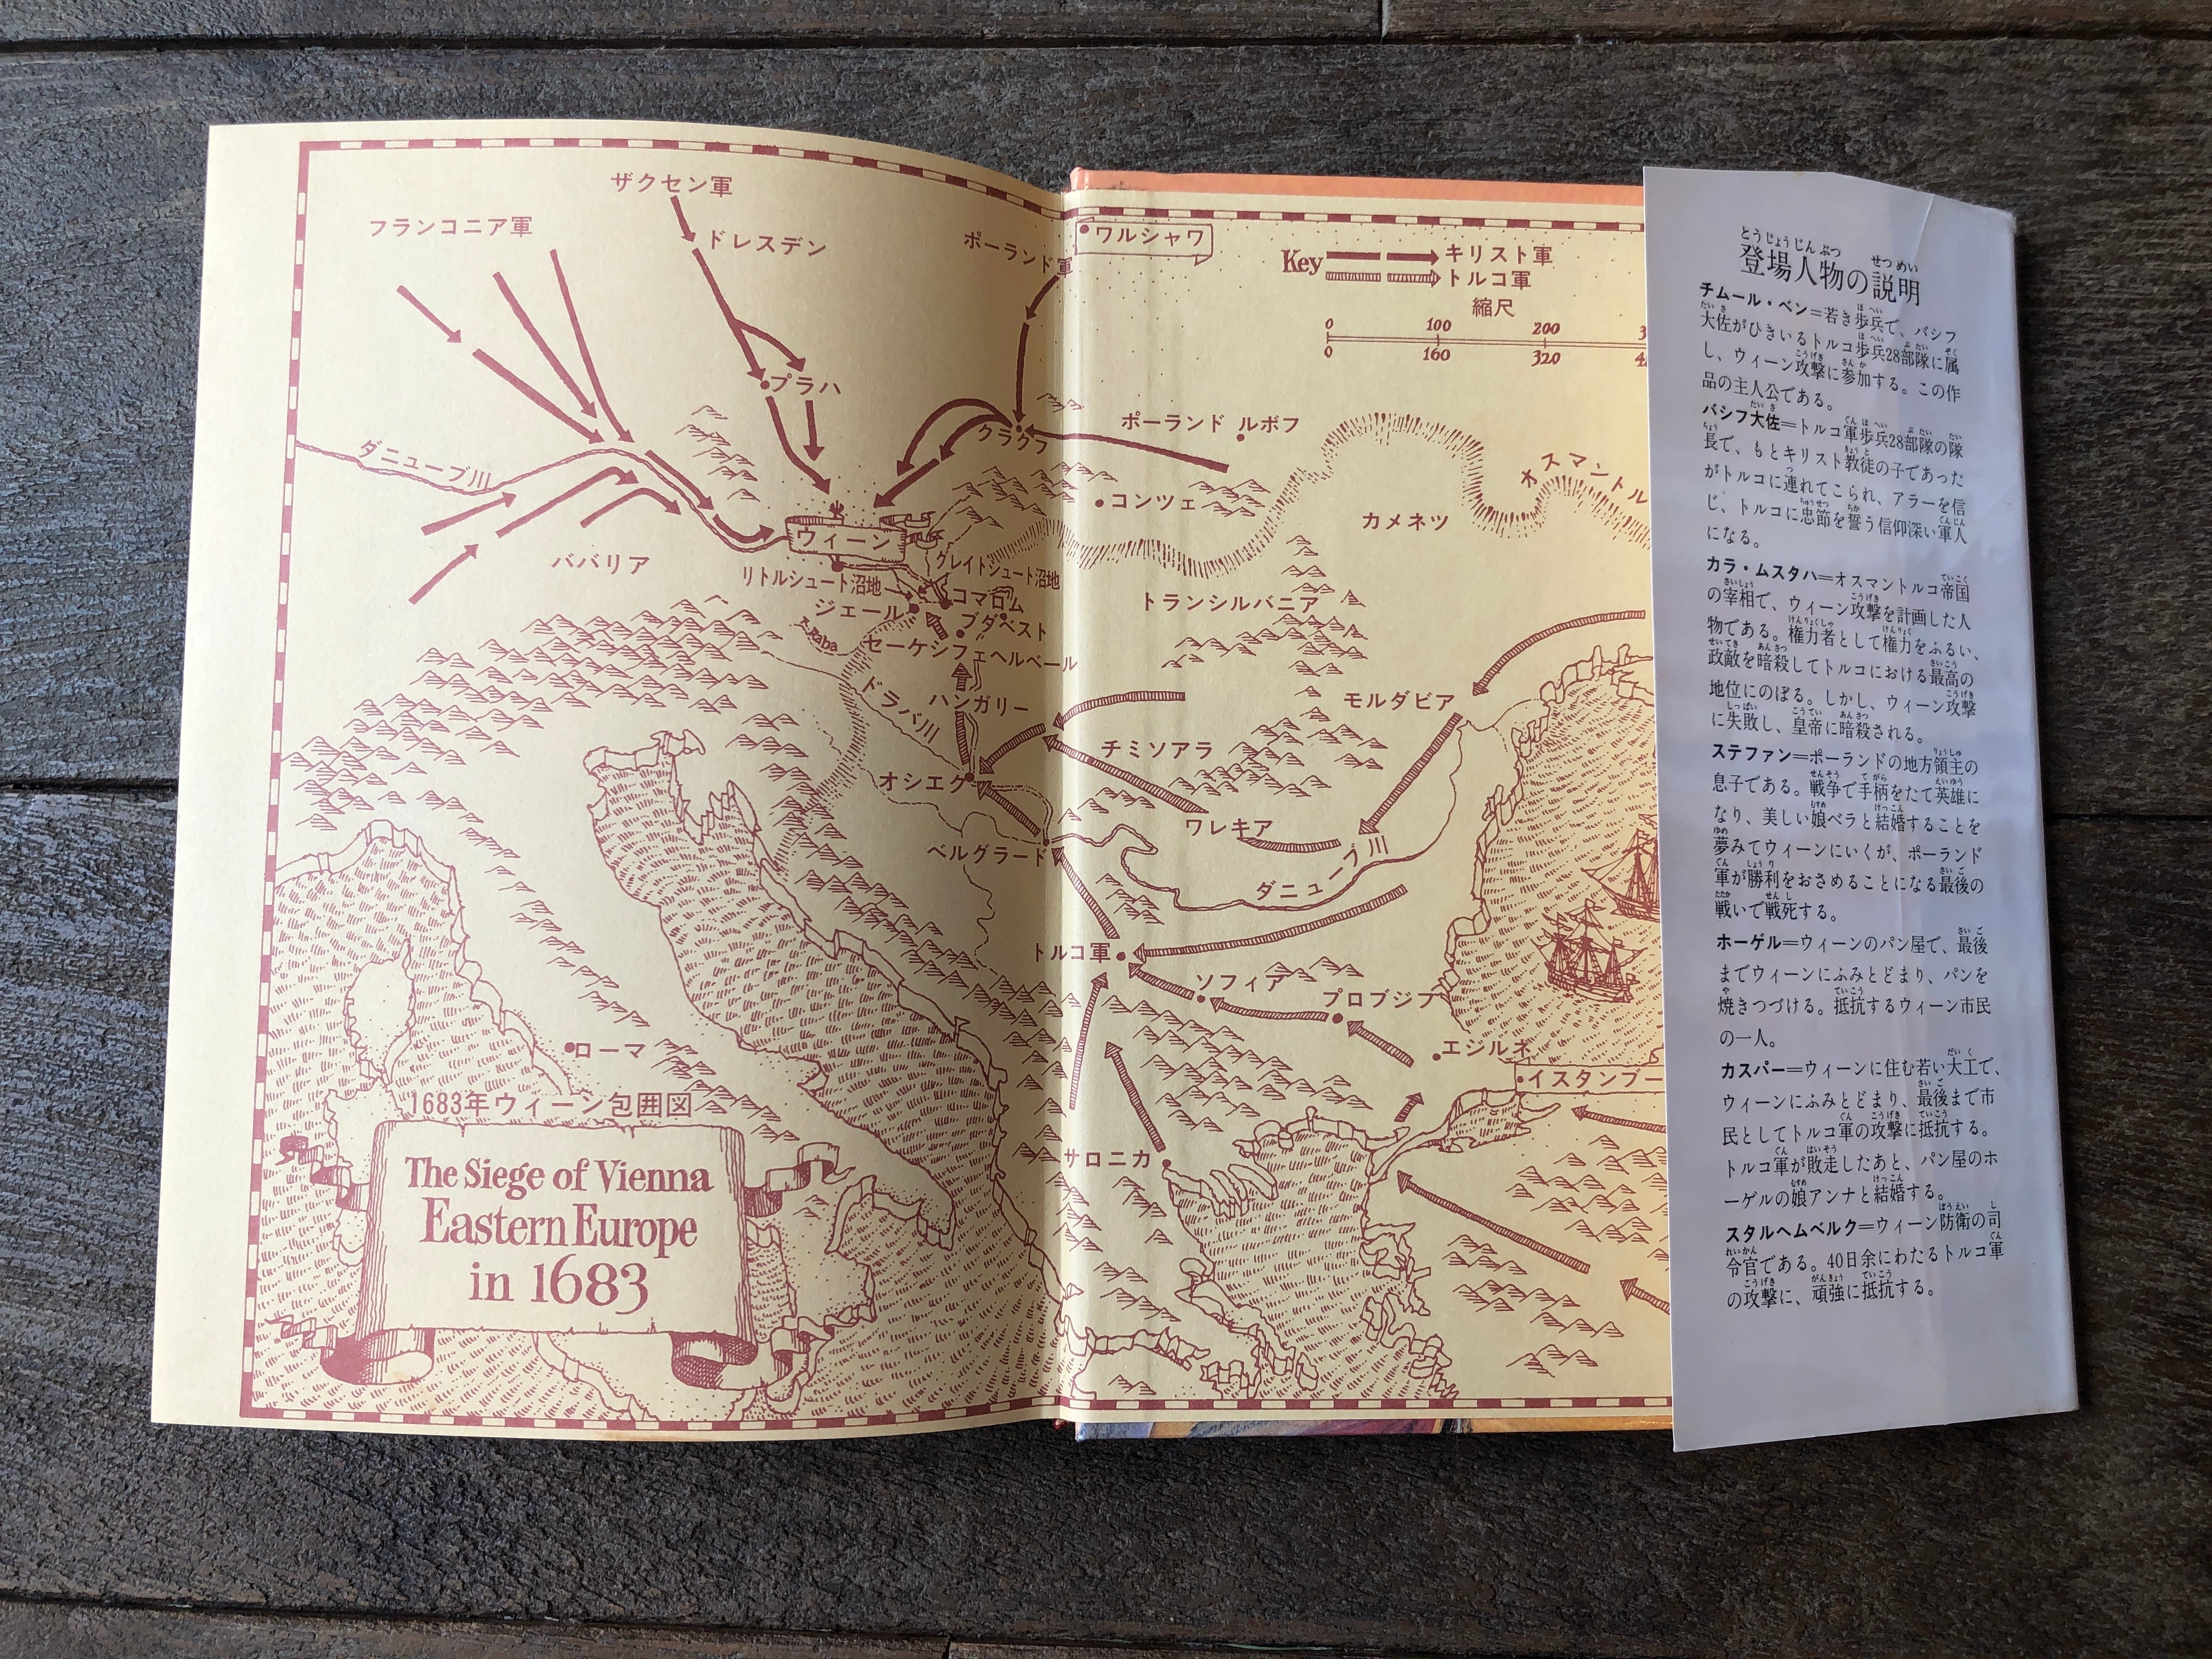 ザクセン軍
フランコニア軍
ドレスデン
ポーランド軍
ワルシャワ
Key
キリスト軍
トルコ軍
縮尺
0 100 200
0 160 320
プラハ
クラクフ
ポーランド ルボフ
ダニューブ川
コンツェ
オスマントル
カメネツ
ウィーン
ババリア
リトルシュート沼地
グレイトシュート沼地
ジェール
コマロム
ブダペスト
トランシルバニア
R.Raba
セーケシフェヘルベール
ドラバ川
ハンガリー
モルダビア
チミソアラ
オシエグ
ワレキア
ベルグラード
ダニューブ川
トルコ軍
ソフィア
プロブジフ
ローマ
エジルネ
イスタンブー
サロニカ
1683年ウィーン包囲図
The Siege of Vienna
Eastern Europe
in 1683
登場人物の説明
チムール・ベン＝若き歩兵で、バシフ
大佐がひきいるトルコ歩兵28部隊に属
し、ウィーン攻撃に参加する。この作
品の主人公である。
バシフ大佐＝トルコ軍歩兵28部隊の隊
長で、もとキリスト教徒の子であった
がトルコに連れてこられ、アラーを信
じ、トルコに忠節を誓う信仰深い軍人
になる。
カラ・ムスタハ＝オスマントルコ帝国
の宰相で、ウィーン攻撃を計画した人
物である。権力者として権力をふるい、
政敵を暗殺してトルコにおける最高の
地位にのぼる。しかし、ウィーン攻撃
に失敗し、皇帝に暗殺される。
ステファン＝ポーランドの地方領主の
息子である。戦争で手柄をたて英雄に
なり、美しい娘ベラと結婚することを
夢みてウィーンにいくが、ポーランド
軍が勝利をおさめることになる最後の
戦いで戦死する。
ホーゲル＝ウィーンのパン屋で、最後
までウィーンにふみとどまり、パンを
焼きつづける。抵抗するウィーン市民
の一人。
カスパー＝ウィーンに住む若い大工で、
ウィーンにふみとどまり、最後まで市
民としてトルコ軍の攻撃に抵抗する。
トルコ軍が敗走したあと、パン屋のホ
ーゲルの娘アンナと結婚する。
スタルヘムベルク＝ウィーン防衛の司
令官である。40日余にわたるトルコ軍
の攻撃に、頑強に抵抗する。